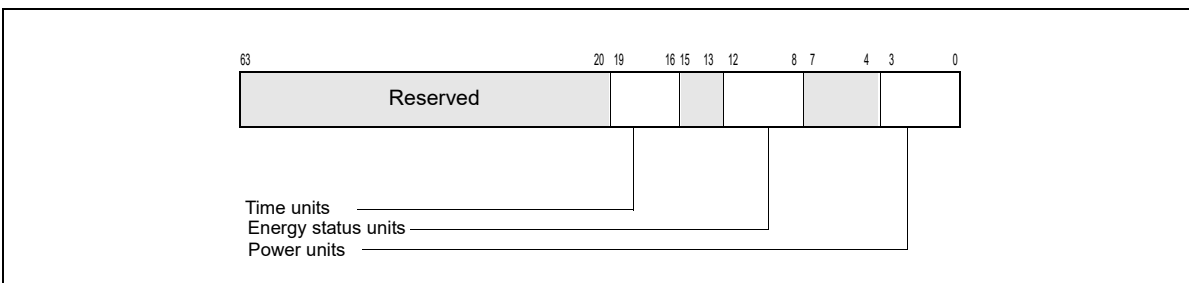 63 20 19 16 15 13 12 8 7 4 3 0
Reserved
Time units
Energy status units
Power units